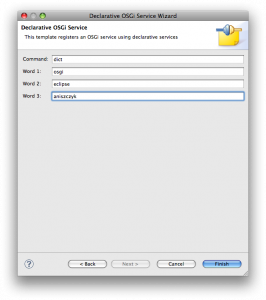 Declarative OSGi Service Wizard
Declarative OSGi Service
This template registers an OSGi service using declarative services
Command: dict
Word 1: osgi
Word 2: eclipse
Word 3: aniszczyk
? < Back Next > Cancel Finish